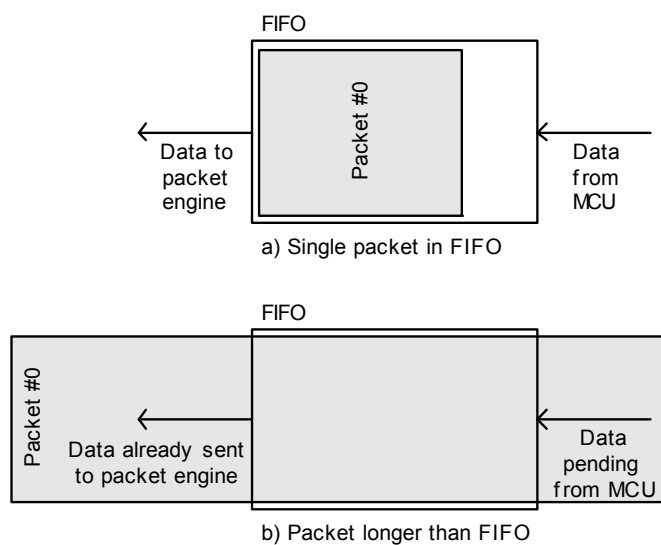 FIFO
Packet #0
Data to
packet
engine
Data
from
MCU
a) Single packet in FIFO
FIFO
Packet #0
Data already sent
to packet engine
Data
pending
from MCU
b) Packet longer than FIFO